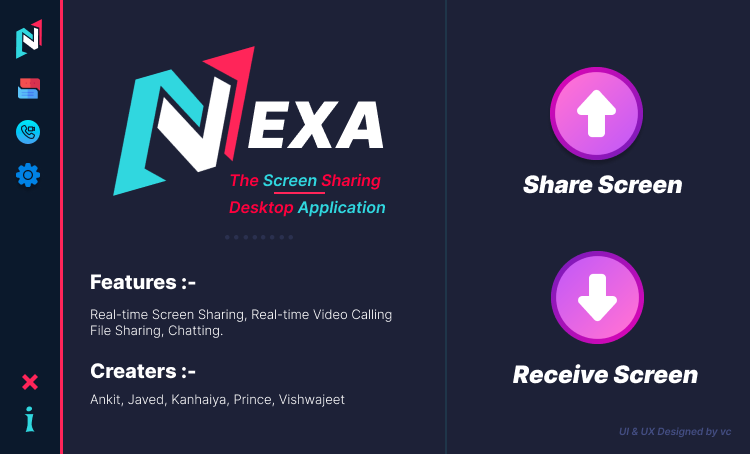 NEXA
The Screen Sharing
Desktop Application
Features :-
Real-time Screen Sharing, Real-time Video Calling
File Sharing, Chatting.
Creaters :-
Ankit, Javed, Kanhaiya, Prince, Vishwajeet
Share Screen
Receive Screen
UI & UX Designed by vc